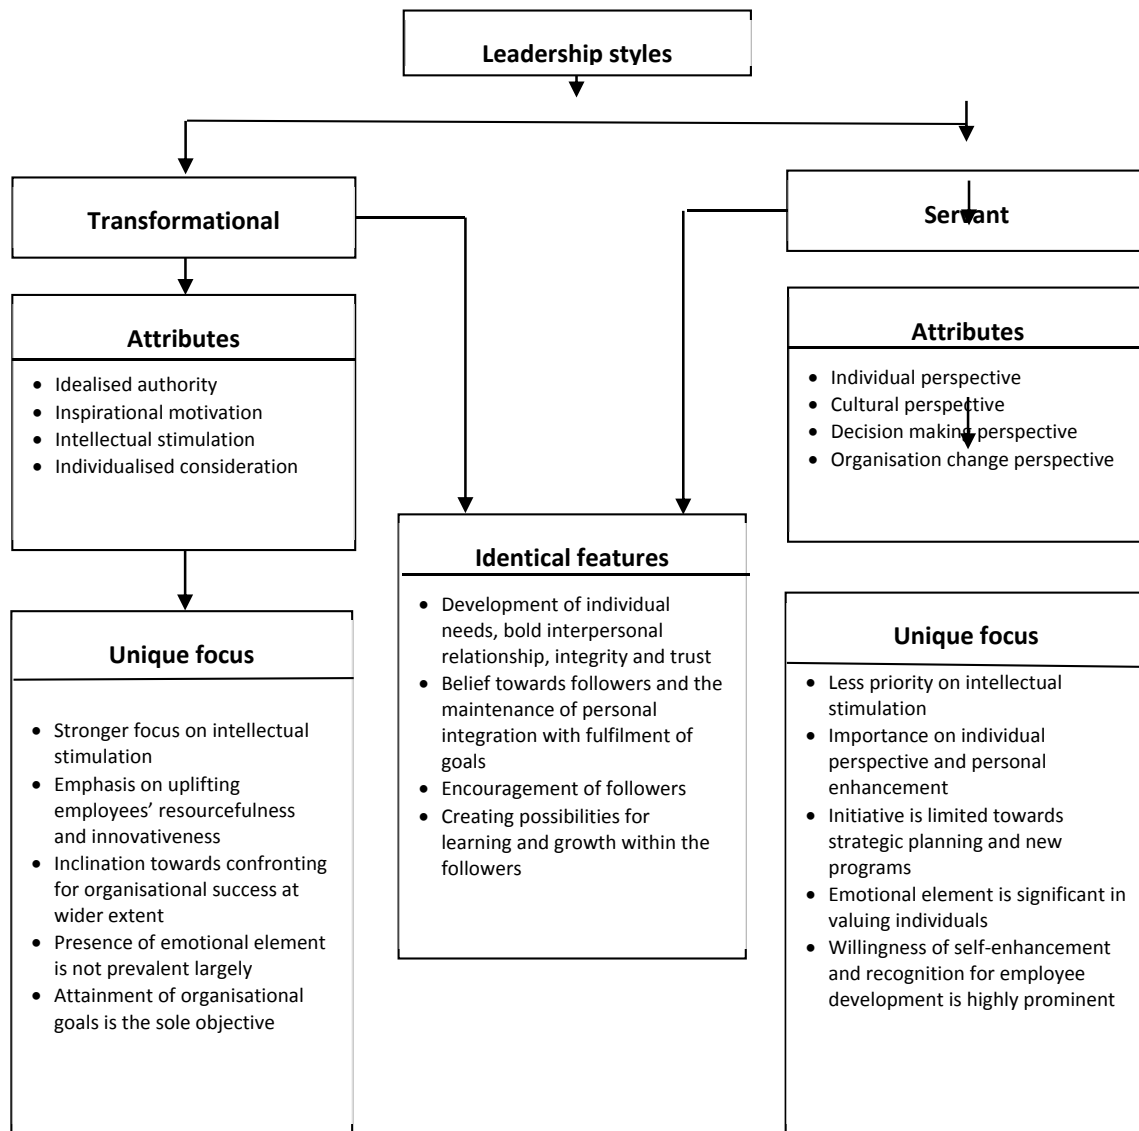 Leadership styles
Transformational
Servant
Attributes
• Idealised authority
• Inspirational motivation
• Intellectual stimulation
• Individualised consideration
Attributes
• Individual perspective
• Cultural perspective
• Decision making perspective
• Organisation change perspective
Identical features
• Development of individual
needs, bold interpersonal
relationship, integrity and trust
• Belief towards followers and the
maintenance of personal
integration with fulfilment of
goals
• Encouragement of followers
• Creating possibilities for
learning and growth within the
followers
Unique focus
• Stronger focus on intellectual
stimulation
• Emphasis on uplifting
employees’ resourcefulness
and innovativeness
• Inclination towards confronting
for organisational success at
wider extent
• Presence of emotional element
is not prevalent largely
• Attainment of organisational
goals is the sole objective
Unique focus
• Less priority on intellectual
stimulation
• Importance on individual
perspective and personal
enhancement
• Initiative is limited towards
strategic planning and new
programs
• Emotional element is significant in
valuing individuals
• Willingness of self-enhancement
and recognition for employee
development is highly prominent